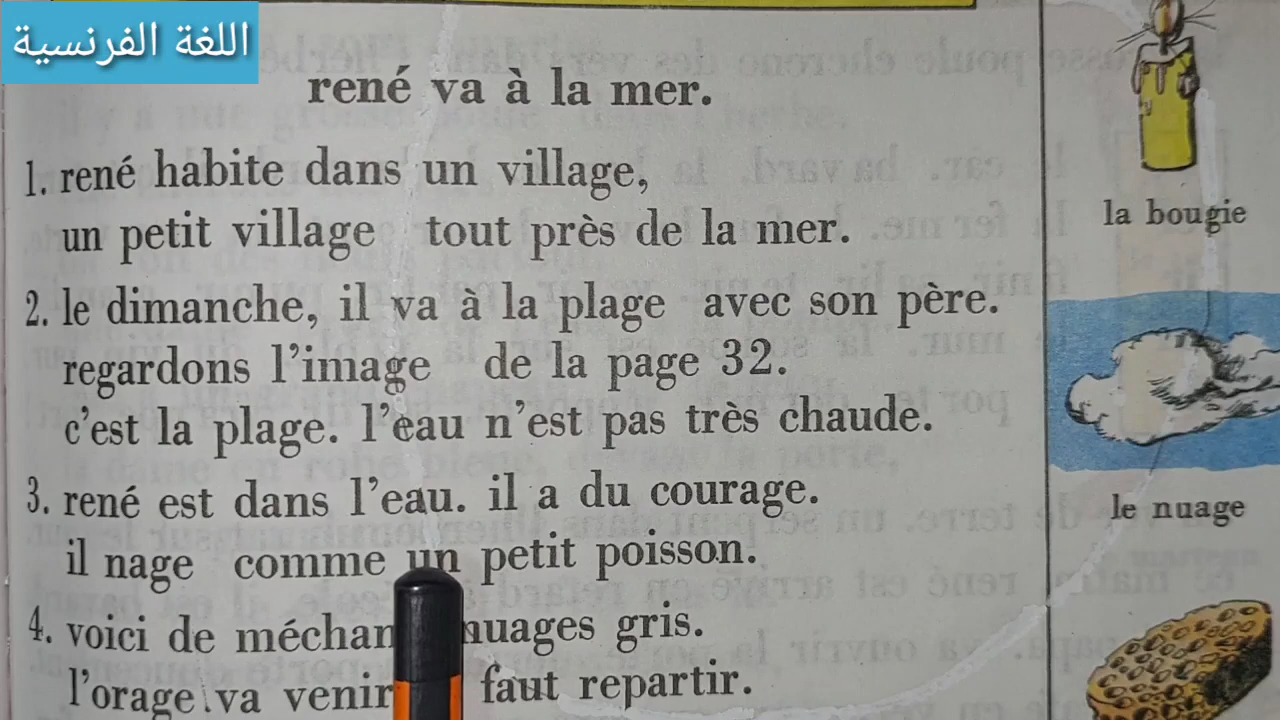 اللغة الفرنسية
rené va à la mer.
1. rené habite dans un village,
un petit village tout près de la mer.
2. le dimanche, il va à la plage avec son père.
regardons l'image de la page 32.
c'est la plage. l'eau n'est pas très chaude.
3. rené est dans l'eau. il a du courage.
il nage comme un petit poisson.
4. voici de méchan nuages gris.
l'orage va venir faut repartir.
la bougie
le nuage